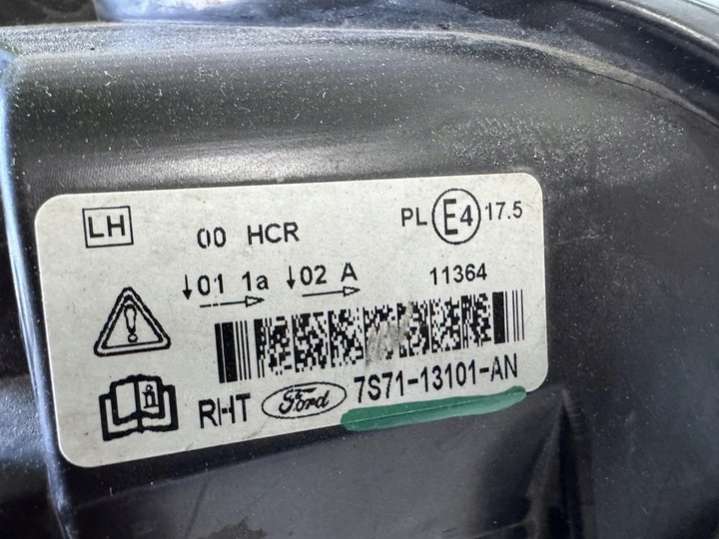 LH
00 HCR
PL E4 17.5
↓01 1a ↓02 A
11364
RHT Ford 7S71-13101-AN